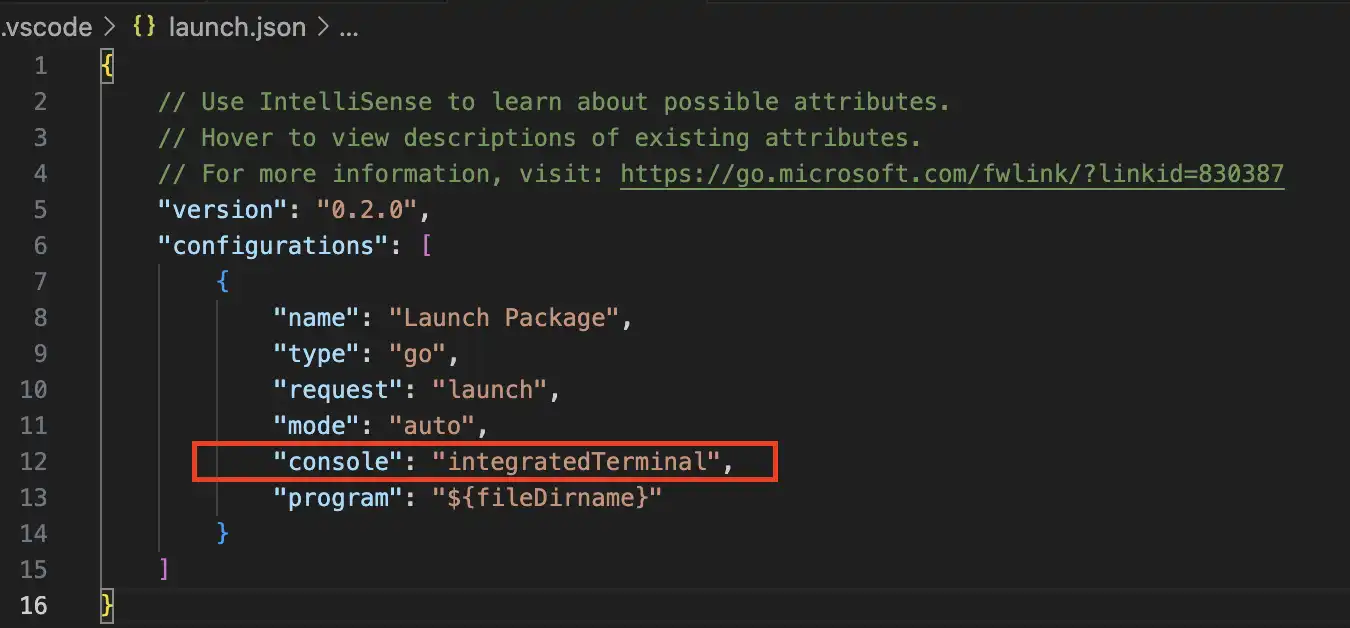 .vscode > {} launch.json > ...
1 {
2 // Use IntelliSense to learn about possible attributes.
3 // Hover to view descriptions of existing attributes.
4 // For more information, visit: https://go.microsoft.com/fwlink/?linkid=830387
5 "version": "0.2.0",
6 "configurations": [
7 {
8 "name": "Launch Package",
9 "type": "go",
10 "request": "launch",
11 "mode": "auto",
12 "console": "integratedTerminal",
13 "program": "${fileDirname}"
14 }
15 ]
16 }